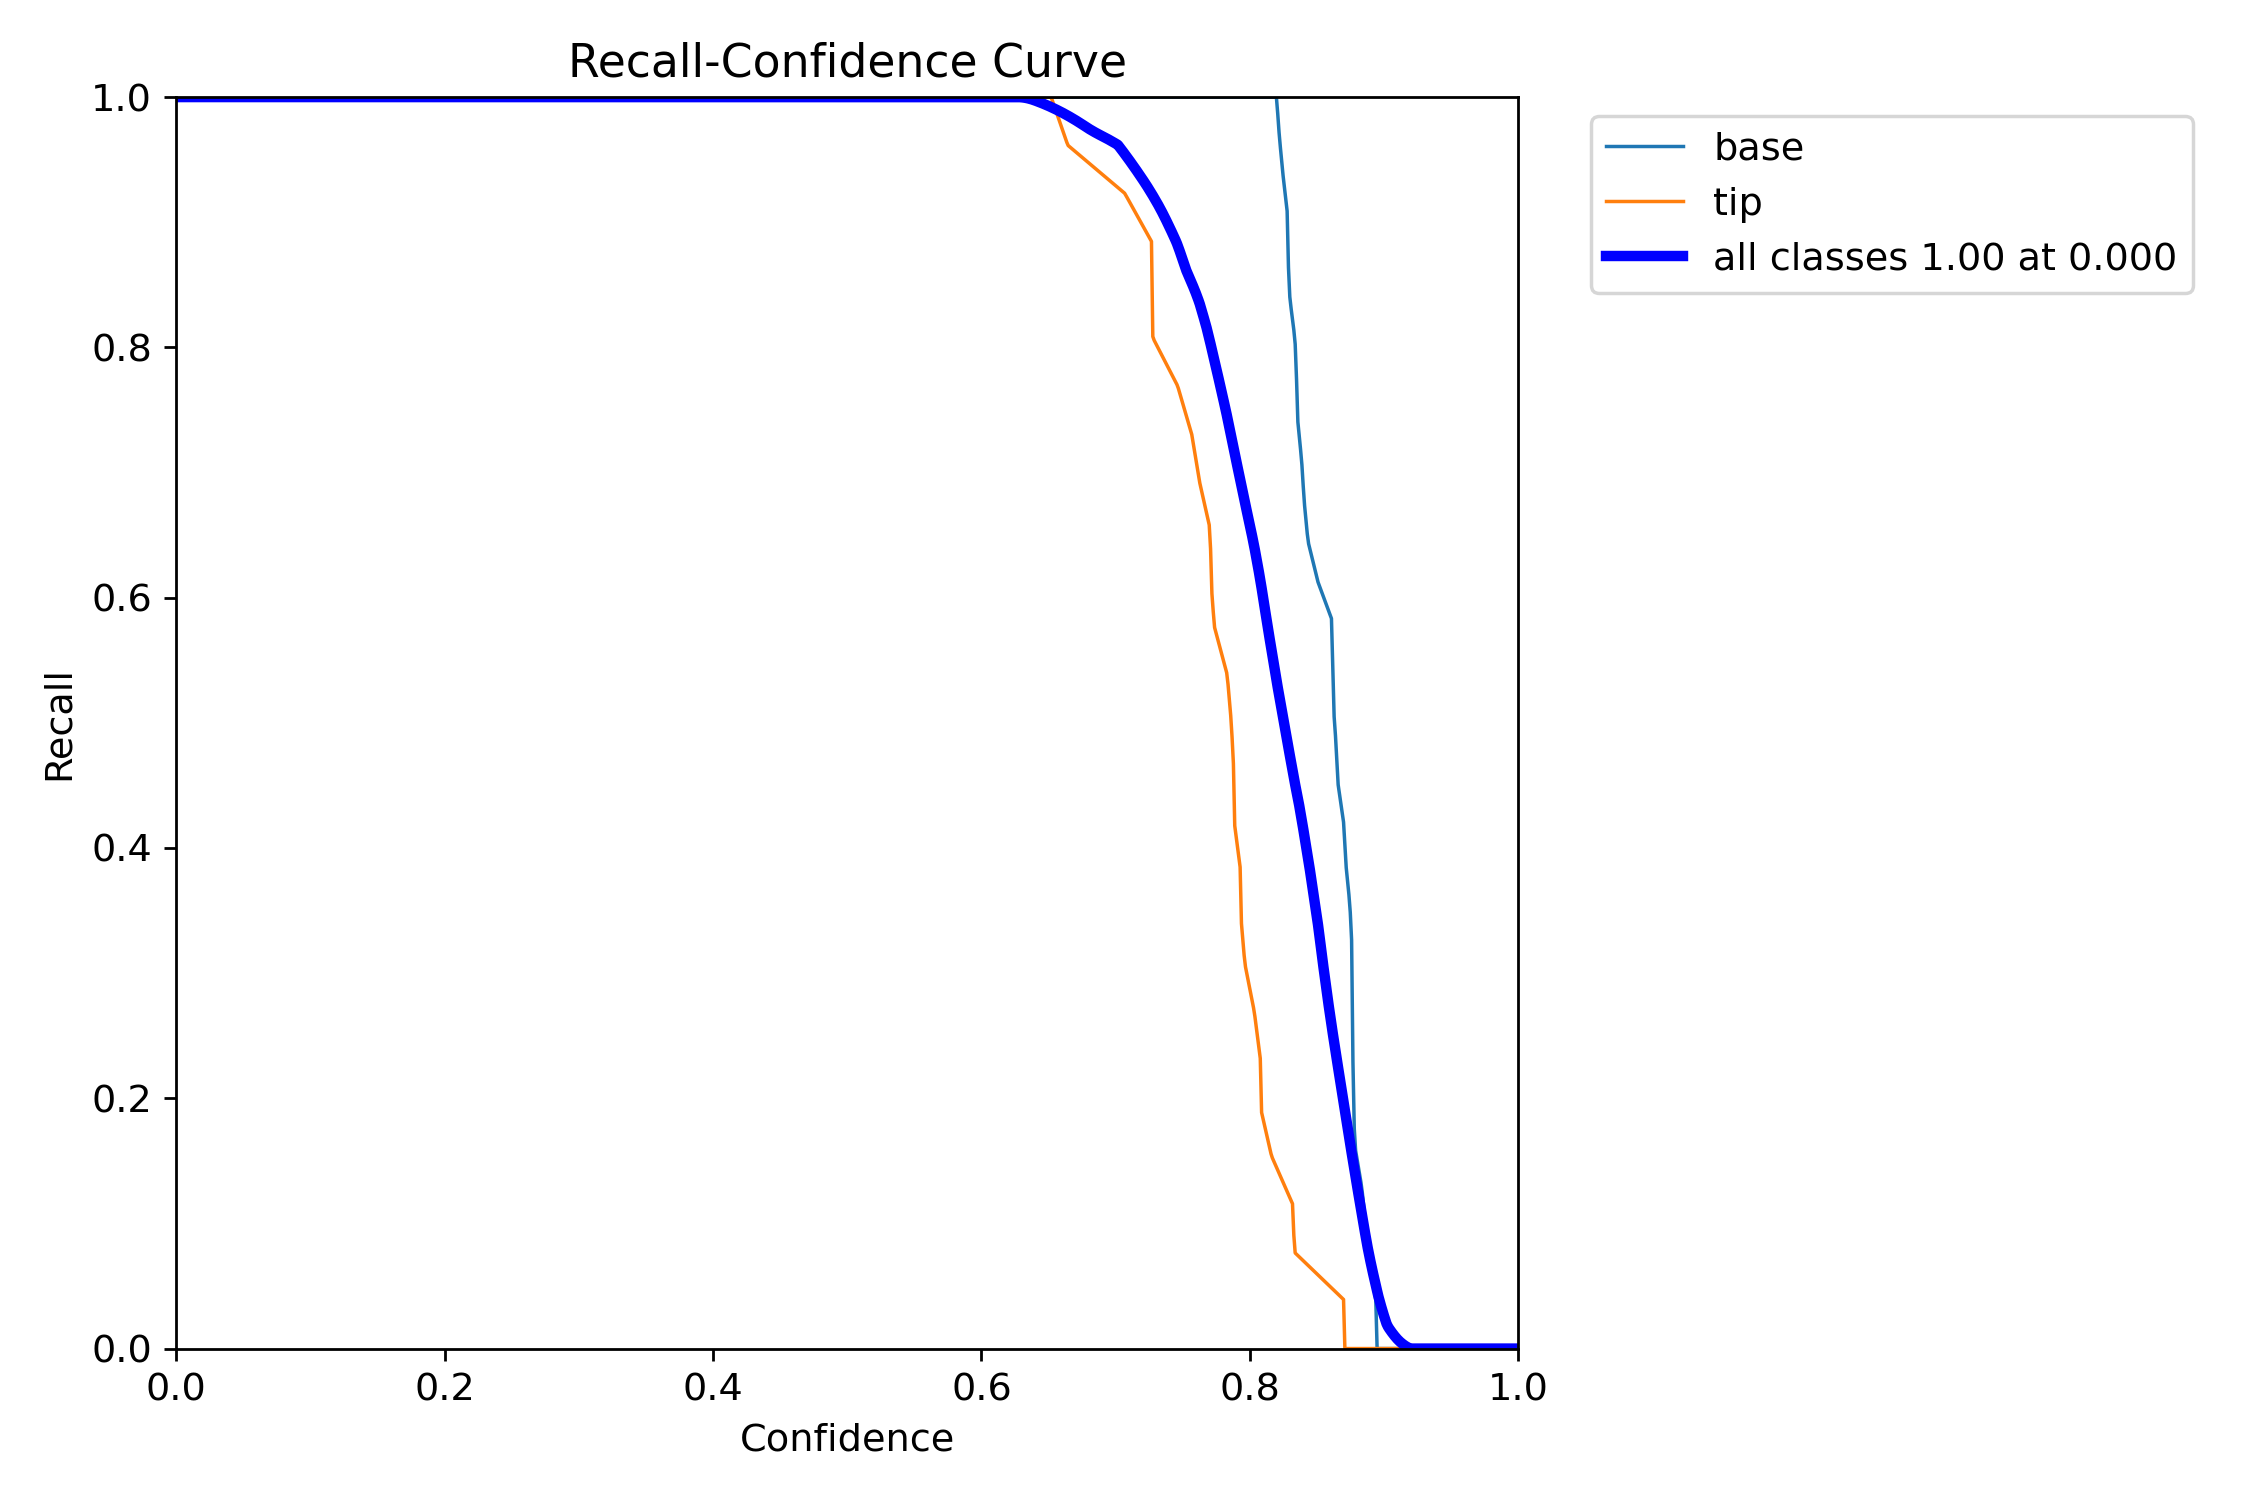 Recall-Confidence Curve
1.0
0.8
0.6
0.4
0.2
0.0
Recall
0.0 0.2 0.4 0.6 0.8 1.0
Confidence
base
tip
all classes 1.00 at 0.000